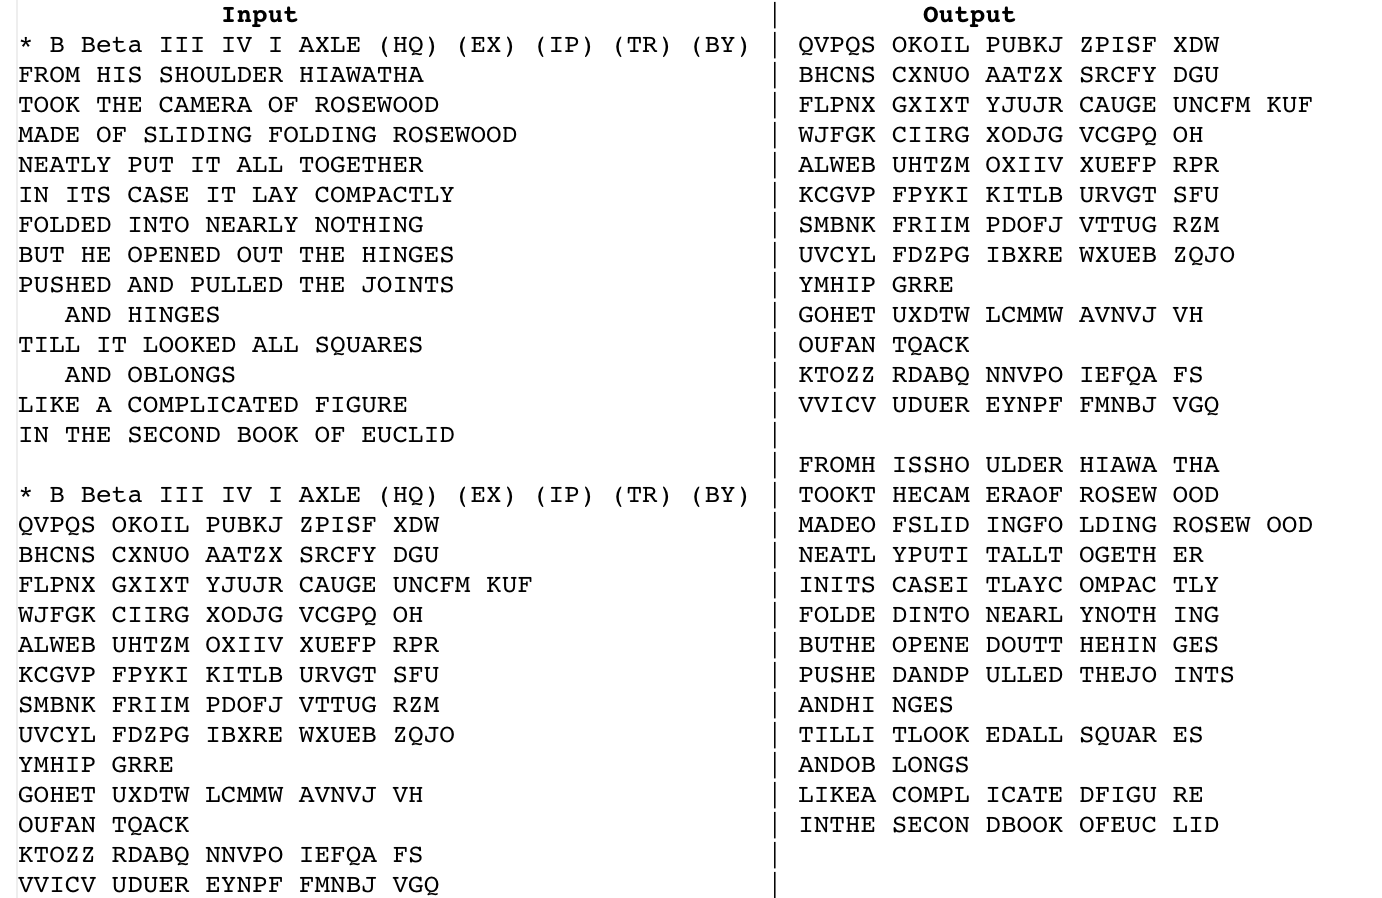 Input | Output
* B Beta III IV I AXLE (HQ) (EX) (IP) (TR) (BY) | QVPQS OKOIL PUBKJ ZPISF XDW
FROM HIS SHOULDER HIAWATHA | BHCNS CXNUO AATZX SRCFY DGU
TOOK THE CAMERA OF ROSEWOOD | FLPNX GXIXT YJUJR CAUGE UNCFM KUF
MADE OF SLIDING FOLDING ROSEWOOD | WJFGK CIIRG XODJG VCGPQ OH
NEATLY PUT IT ALL TOGETHER | ALWEB UHTZM OXIIV XUEFP RPR
IN ITS CASE IT LAY COMPACTLY | KCGVP FPYKI KITLB URVGT SFU
FOLDED INTO NEARLY NOTHING | SMBNK FRIIM PDOFJ VTTUG RZM
BUT HE OPENED OUT THE HINGES | UVCYL FDZPG IBXRE WXUEB ZQJO
PUSHED AND PULLED THE JOINTS | YMHIP GRRE
AND HINGES | GOHET UXDTW LCMMW AVNVJ VH
TILL IT LOOKED ALL SQUARES | OUFAN TQACK
AND OBLONGS | KTOZZ RDABQ NNVPO IEFQA FS
LIKE A COMPLICATED FIGURE | VVICV UDUER EYNPF FMNBJ VGQ
IN THE SECOND BOOK OF EUCLID |
| FROMH ISSHO ULDER HIAWA THA
* B Beta III IV I AXLE (HQ) (EX) (IP) (TR) (BY) | TOOKT HECAM ERAOF ROSEW OOD
QVPQS OKOIL PUBKJ ZPISF XDW | MADEO FSLID INGFO LDING ROSEW OOD
BHCNS CXNUO AATZX SRCFY DGU | NEATL YPUTI TALLT OGETH ER
FLPNX GXIXT YJUJR CAUGE UNCFM KUF | INITS CASEI TLAYC OMPAC TLY
WJFGK CIIRG XODJG VCGPQ OH | FOLDE DINTO NEARL YNOTH ING
ALWEB UHTZM OXIIV XUEFP RPR | BUTHE OPENE DOUTT HEHIN GES
KCGVP FPYKI KITLB URVGT SFU | PUSHE DANDP ULLED THEJO INTS
SMBNK FRIIM PDOFJ VTTUG RZM | ANDHI NGES
UVCYL FDZPG IBXRE WXUEB ZQJO | TILLI TLOOK EDALL SQUAR ES
YMHIP GRRE | ANDOB LONGS
GOHET UXDTW LCMMW AVNVJ VH | LIKEA COMPL ICATE DFIGU RE
OUFAN TQACK | INTHE SECON DBOOK OFEUC LID
KTOZZ RDABQ NNVPO IEFQA FS |
VVICV UDUER EYNPF FMNBJ VGQ |